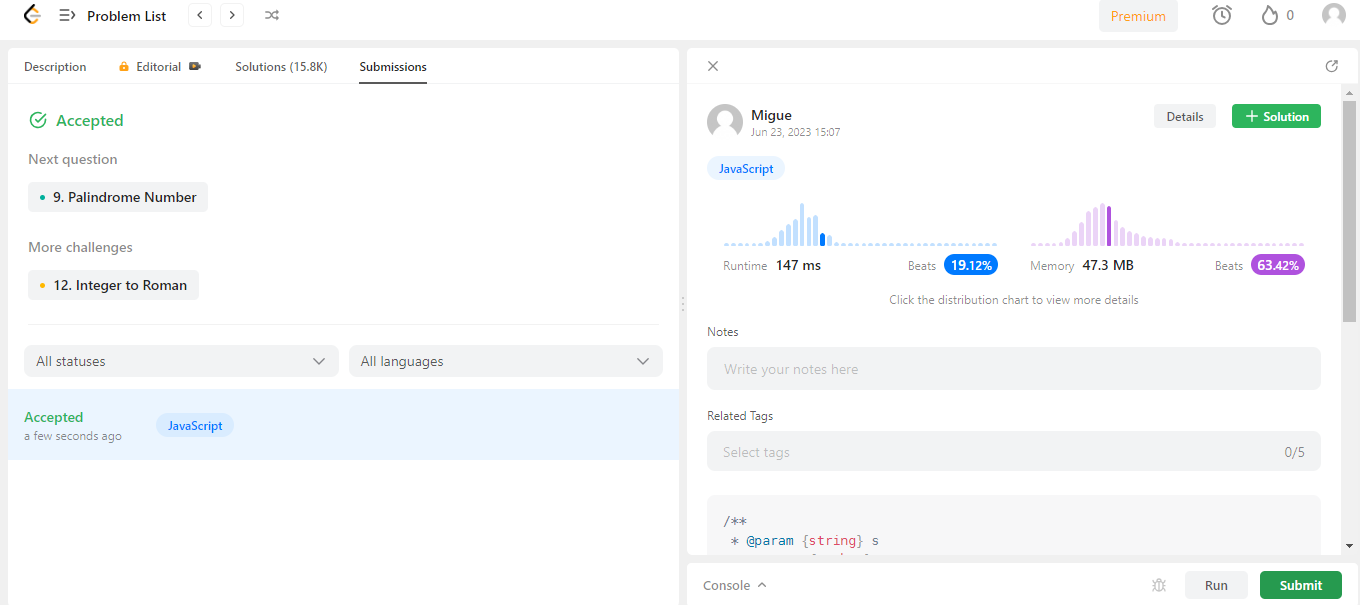 Problem List
Premium
0
Description
Editorial
Solutions (15.8K)
Submissions
Accepted
Next question
9. Palindrome Number
More challenges
12. Integer to Roman
All statuses
All languages
Accepted
a few seconds ago
JavaScript
Migue
Jun 23, 2023 15:07
Details
+ Solution
JavaScript
Runtime 147 ms
Beats 19.12%
Memory 47.3 MB
Beats 63.42%
Click the distribution chart to view more details
Notes
Write your notes here
Related Tags
Select tags
0/5
/**
* @param {string} s
Console
Run
Submit